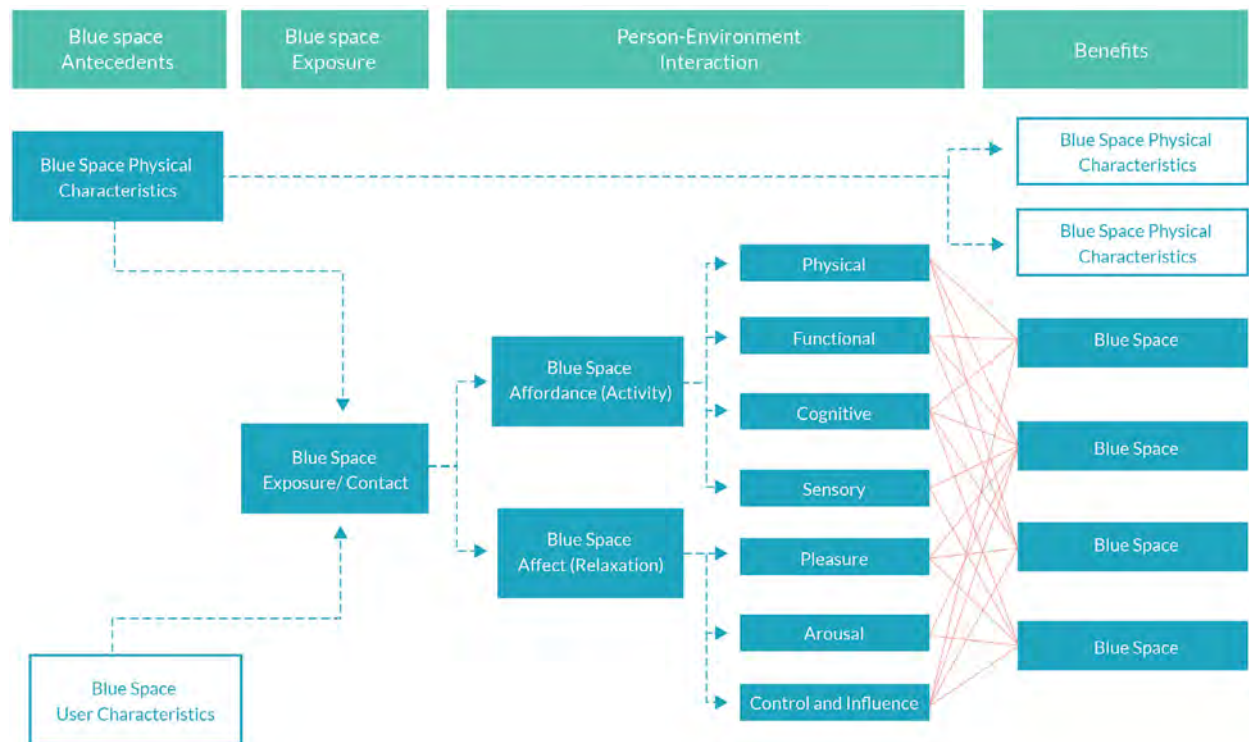 Blue space
Antecedents
Blue space
Exposure
Person-Environment
Interaction
Benefits
Blue Space Physical
Characteristics
Blue Space Physical
Characteristics
Blue Space Physical
Characteristics
Physical
Functional
Cognitive
Sensory
Pleasure
Arousal
Control and Influence
Blue Space
Affordance (Activity)
Blue Space
Affect (Relaxation)
Blue Space
Exposure/ Contact
Blue Space
User Characteristics
Blue Space
Blue Space
Blue Space
Blue Space